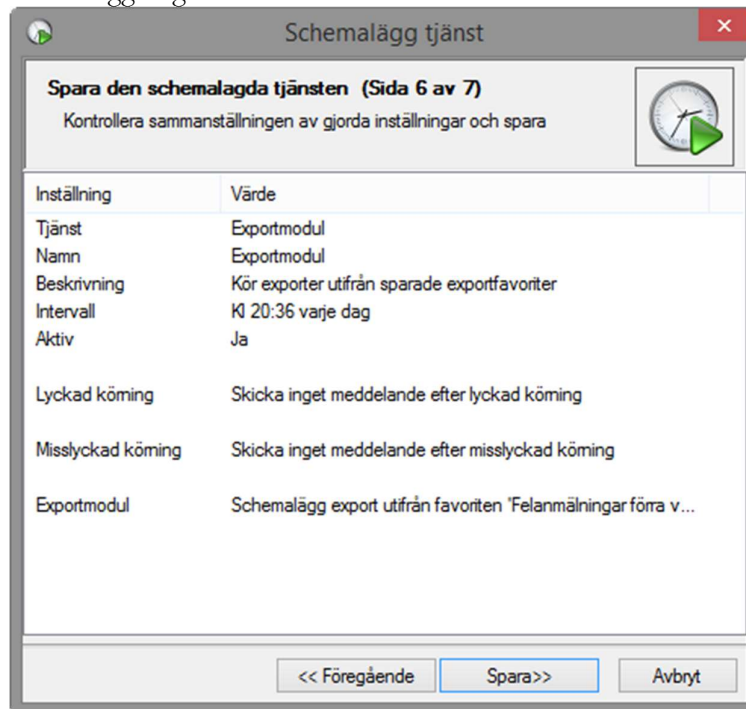 Schemalägg tjänst
Spara den schemalagda tjänsten (Sida 6 av 7)
Kontrollera sammanställningen av gjorda inställningar och spara
Inställning Värde
Tjänst Exportmodul
Namn Exportmodul
Beskrivning Kör exporter utifrån sparade exportfavoriter
Intervall Kl 20:36 varje dag
Aktiv Ja
Lyckad körning Skicka inget meddelande efter lyckad körning
Misslyckad körning Skicka inget meddelande efter misslyckad körning
Exportmodul Schemalägg export utifrån favoriten 'Felanmälningar förra v...
<< Föregående Spara>> Avbryt